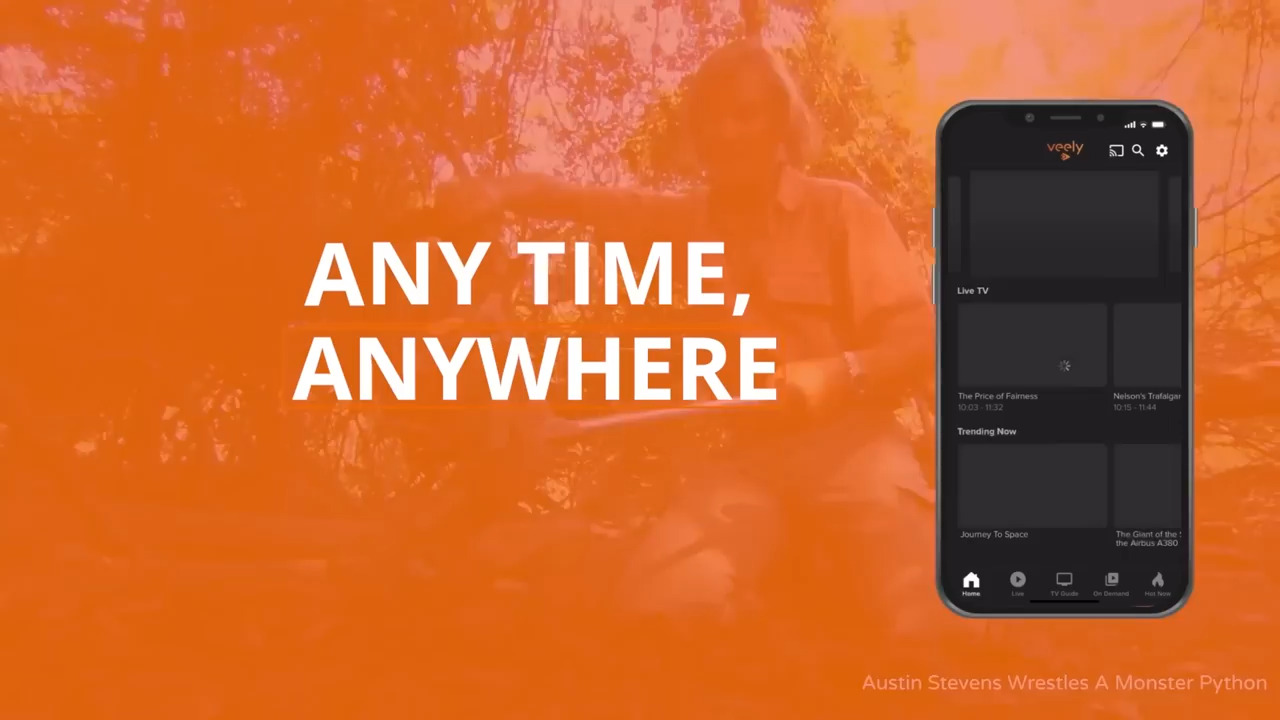 ANY TIME,
ANYWHERE
veely
Live TV
The Price of Fairness
10:03 - 11:32
Nelson's Trafalgar
10:15 - 11:44
Trending Now
Journey To Space
The Giant of the
the Airbus A380
Home
Live
TV Guide
On Demand
Hot Now
Austin Stevens Wrestles A Monster Python